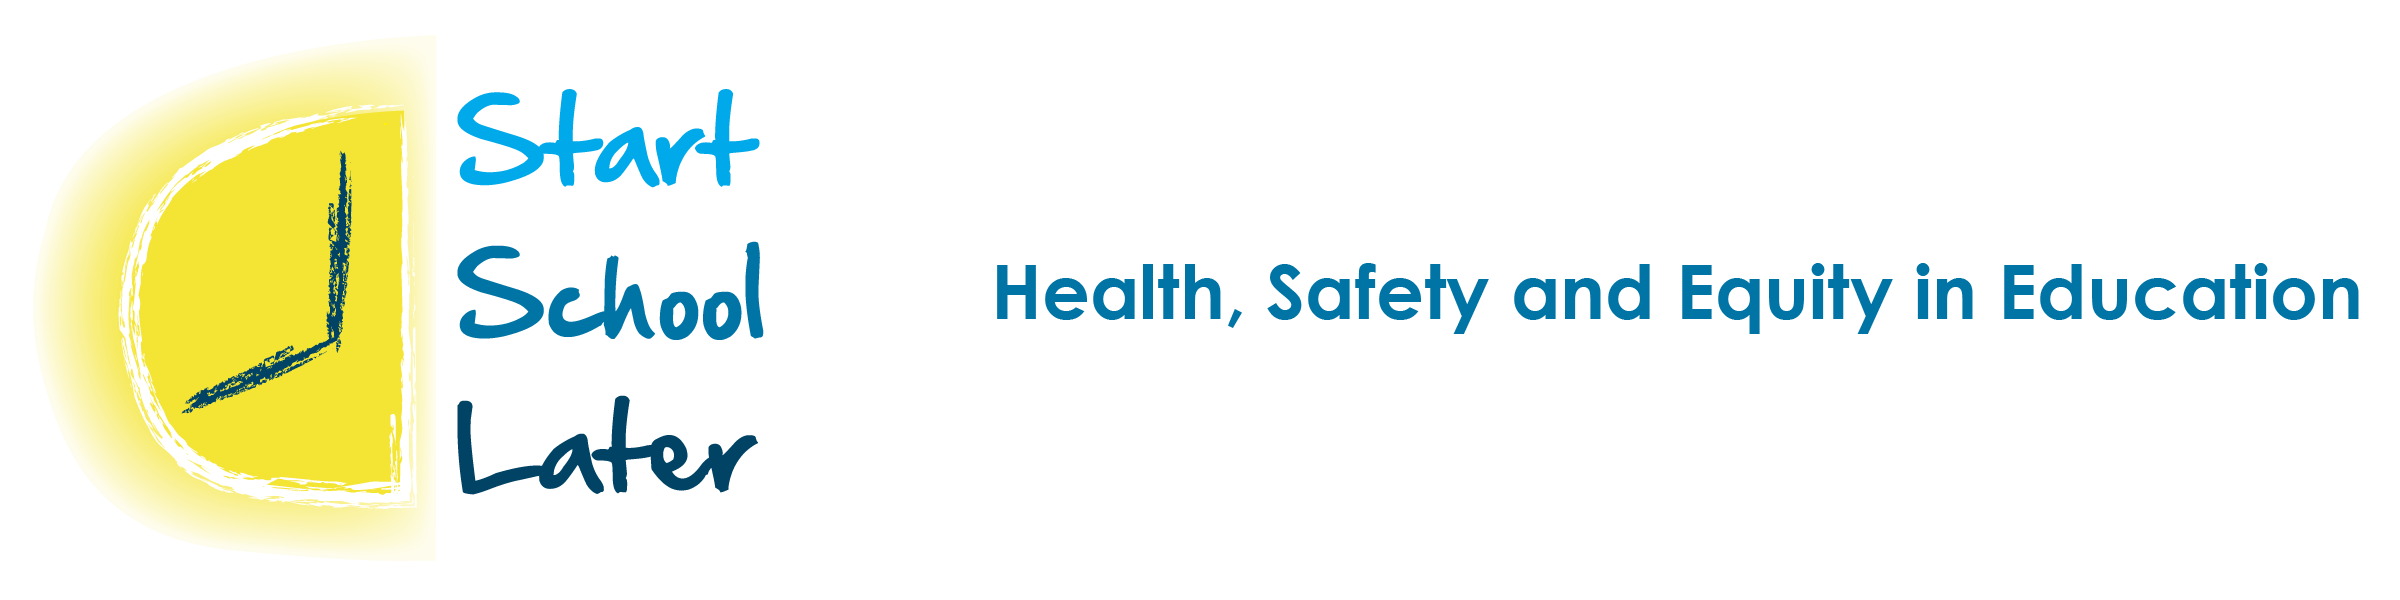 Start
School
Later
Health, Safety and Equity in Education